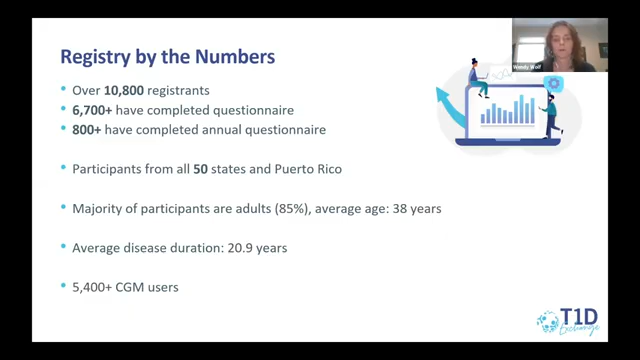 Registry by the Numbers
Wendy Wolf
Over 10,800 registrants
6,700+ have completed questionnaire
800+ have completed annual questionnaire
Participants from all 50 states and Puerto Rico
Majority of participants are adults (85%), average age: 38 years
Average disease duration: 20.9 years
5,400+ CGM users
T1D
Exchange